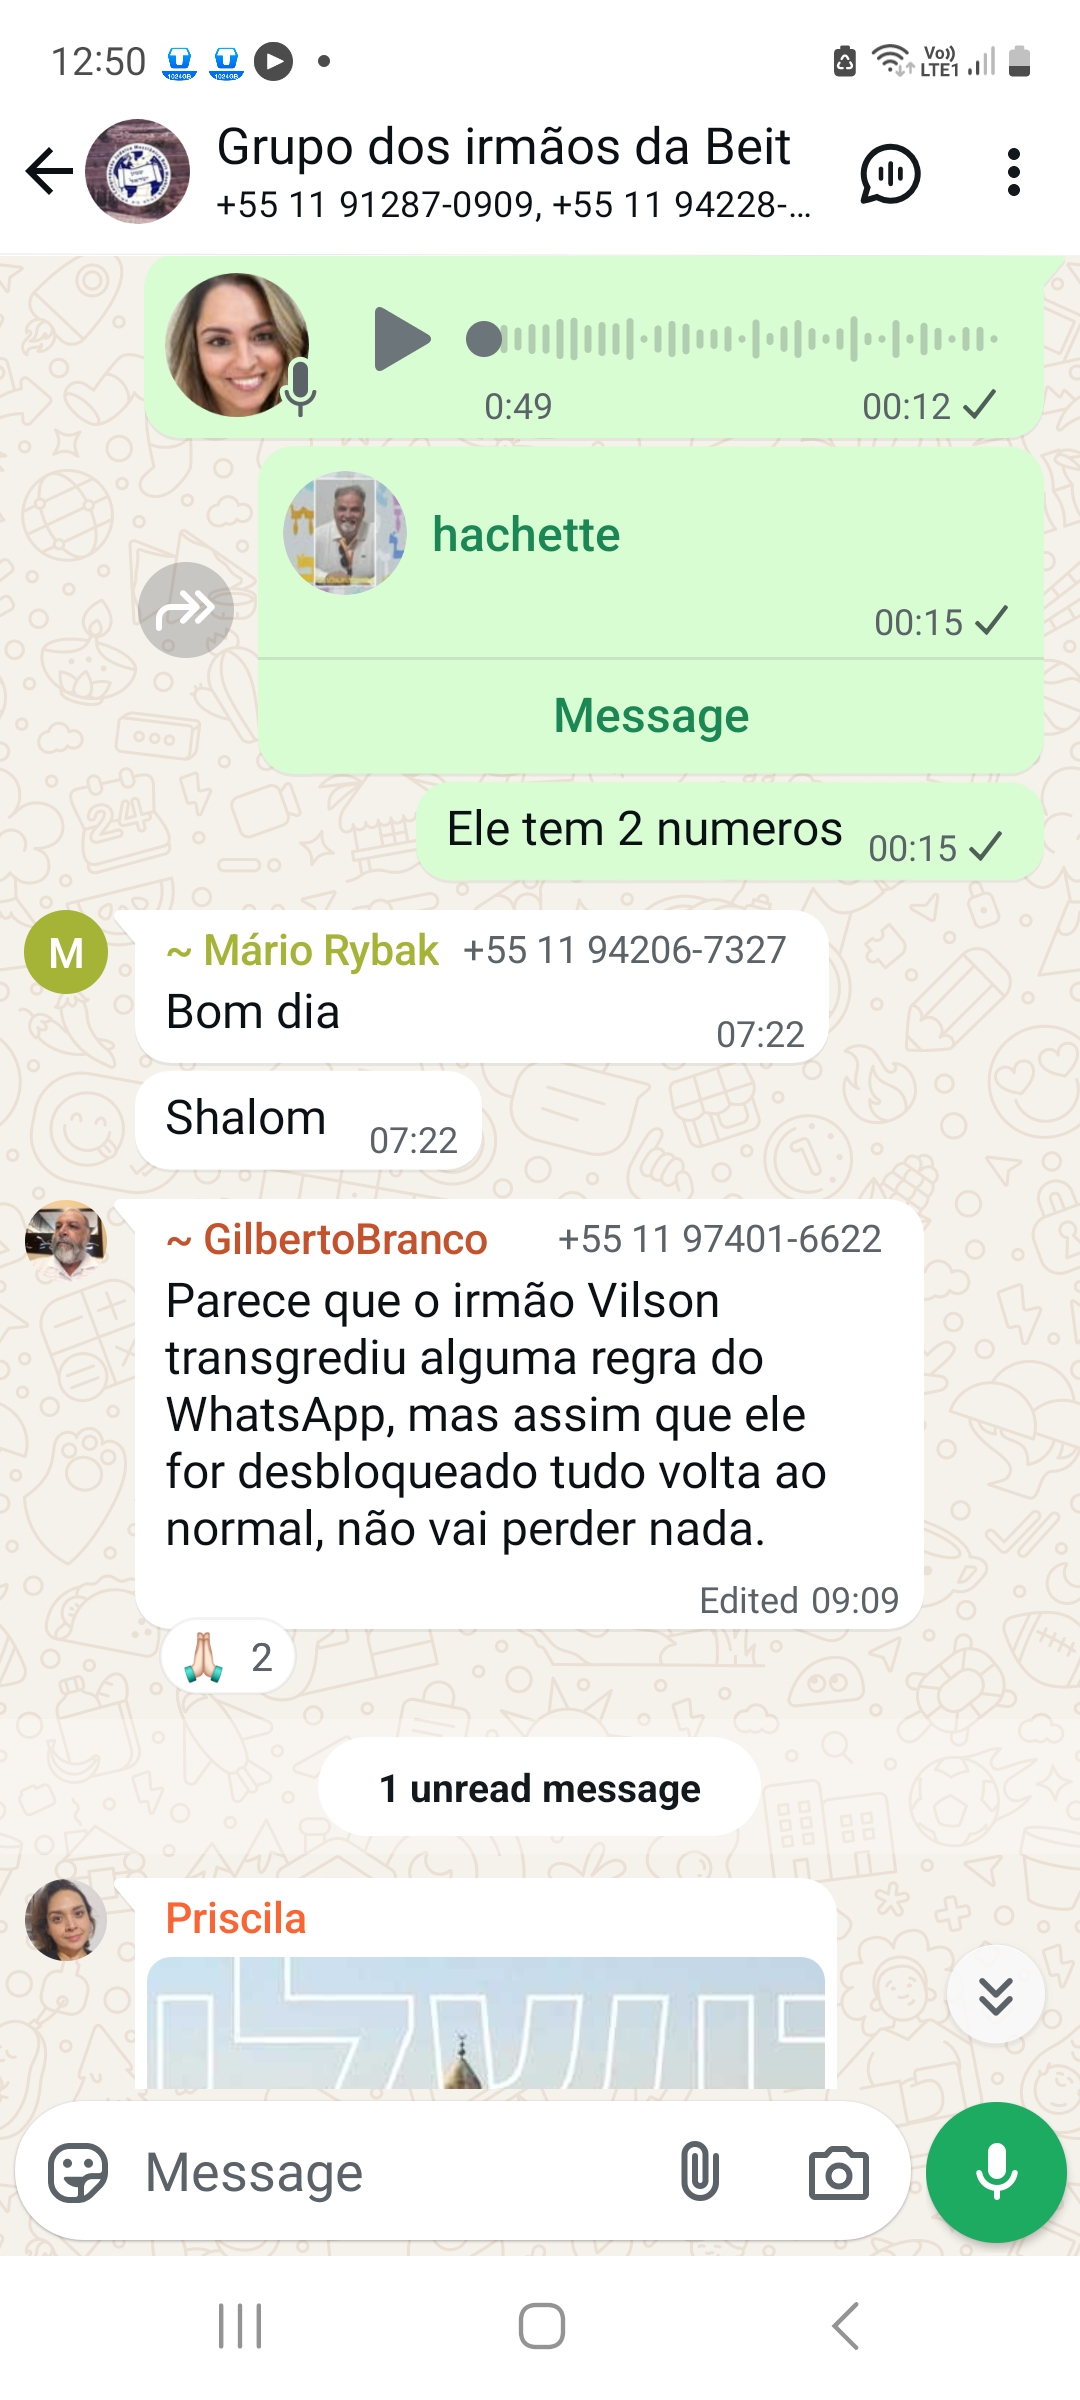 12:50
Vo))
LTE1
Grupo dos irmãos da Beit
+55 11 91287-0909, +55 11 94228-...
0:49
00:12
hachette
00:15
Message
Ele tem 2 numeros 00:15
M
~ Mário Rybak +55 11 94206-7327
Bom dia
07:22
Shalom 07:22
~ GilbertoBranco +55 11 97401-6622
Parece que o irmão Vilson
transgrediu alguma regra do
WhatsApp, mas assim que ele
for desbloqueado tudo volta ao
normal, não vai perder nada.
Edited 09:09
2
1 unread message
Priscila
Message